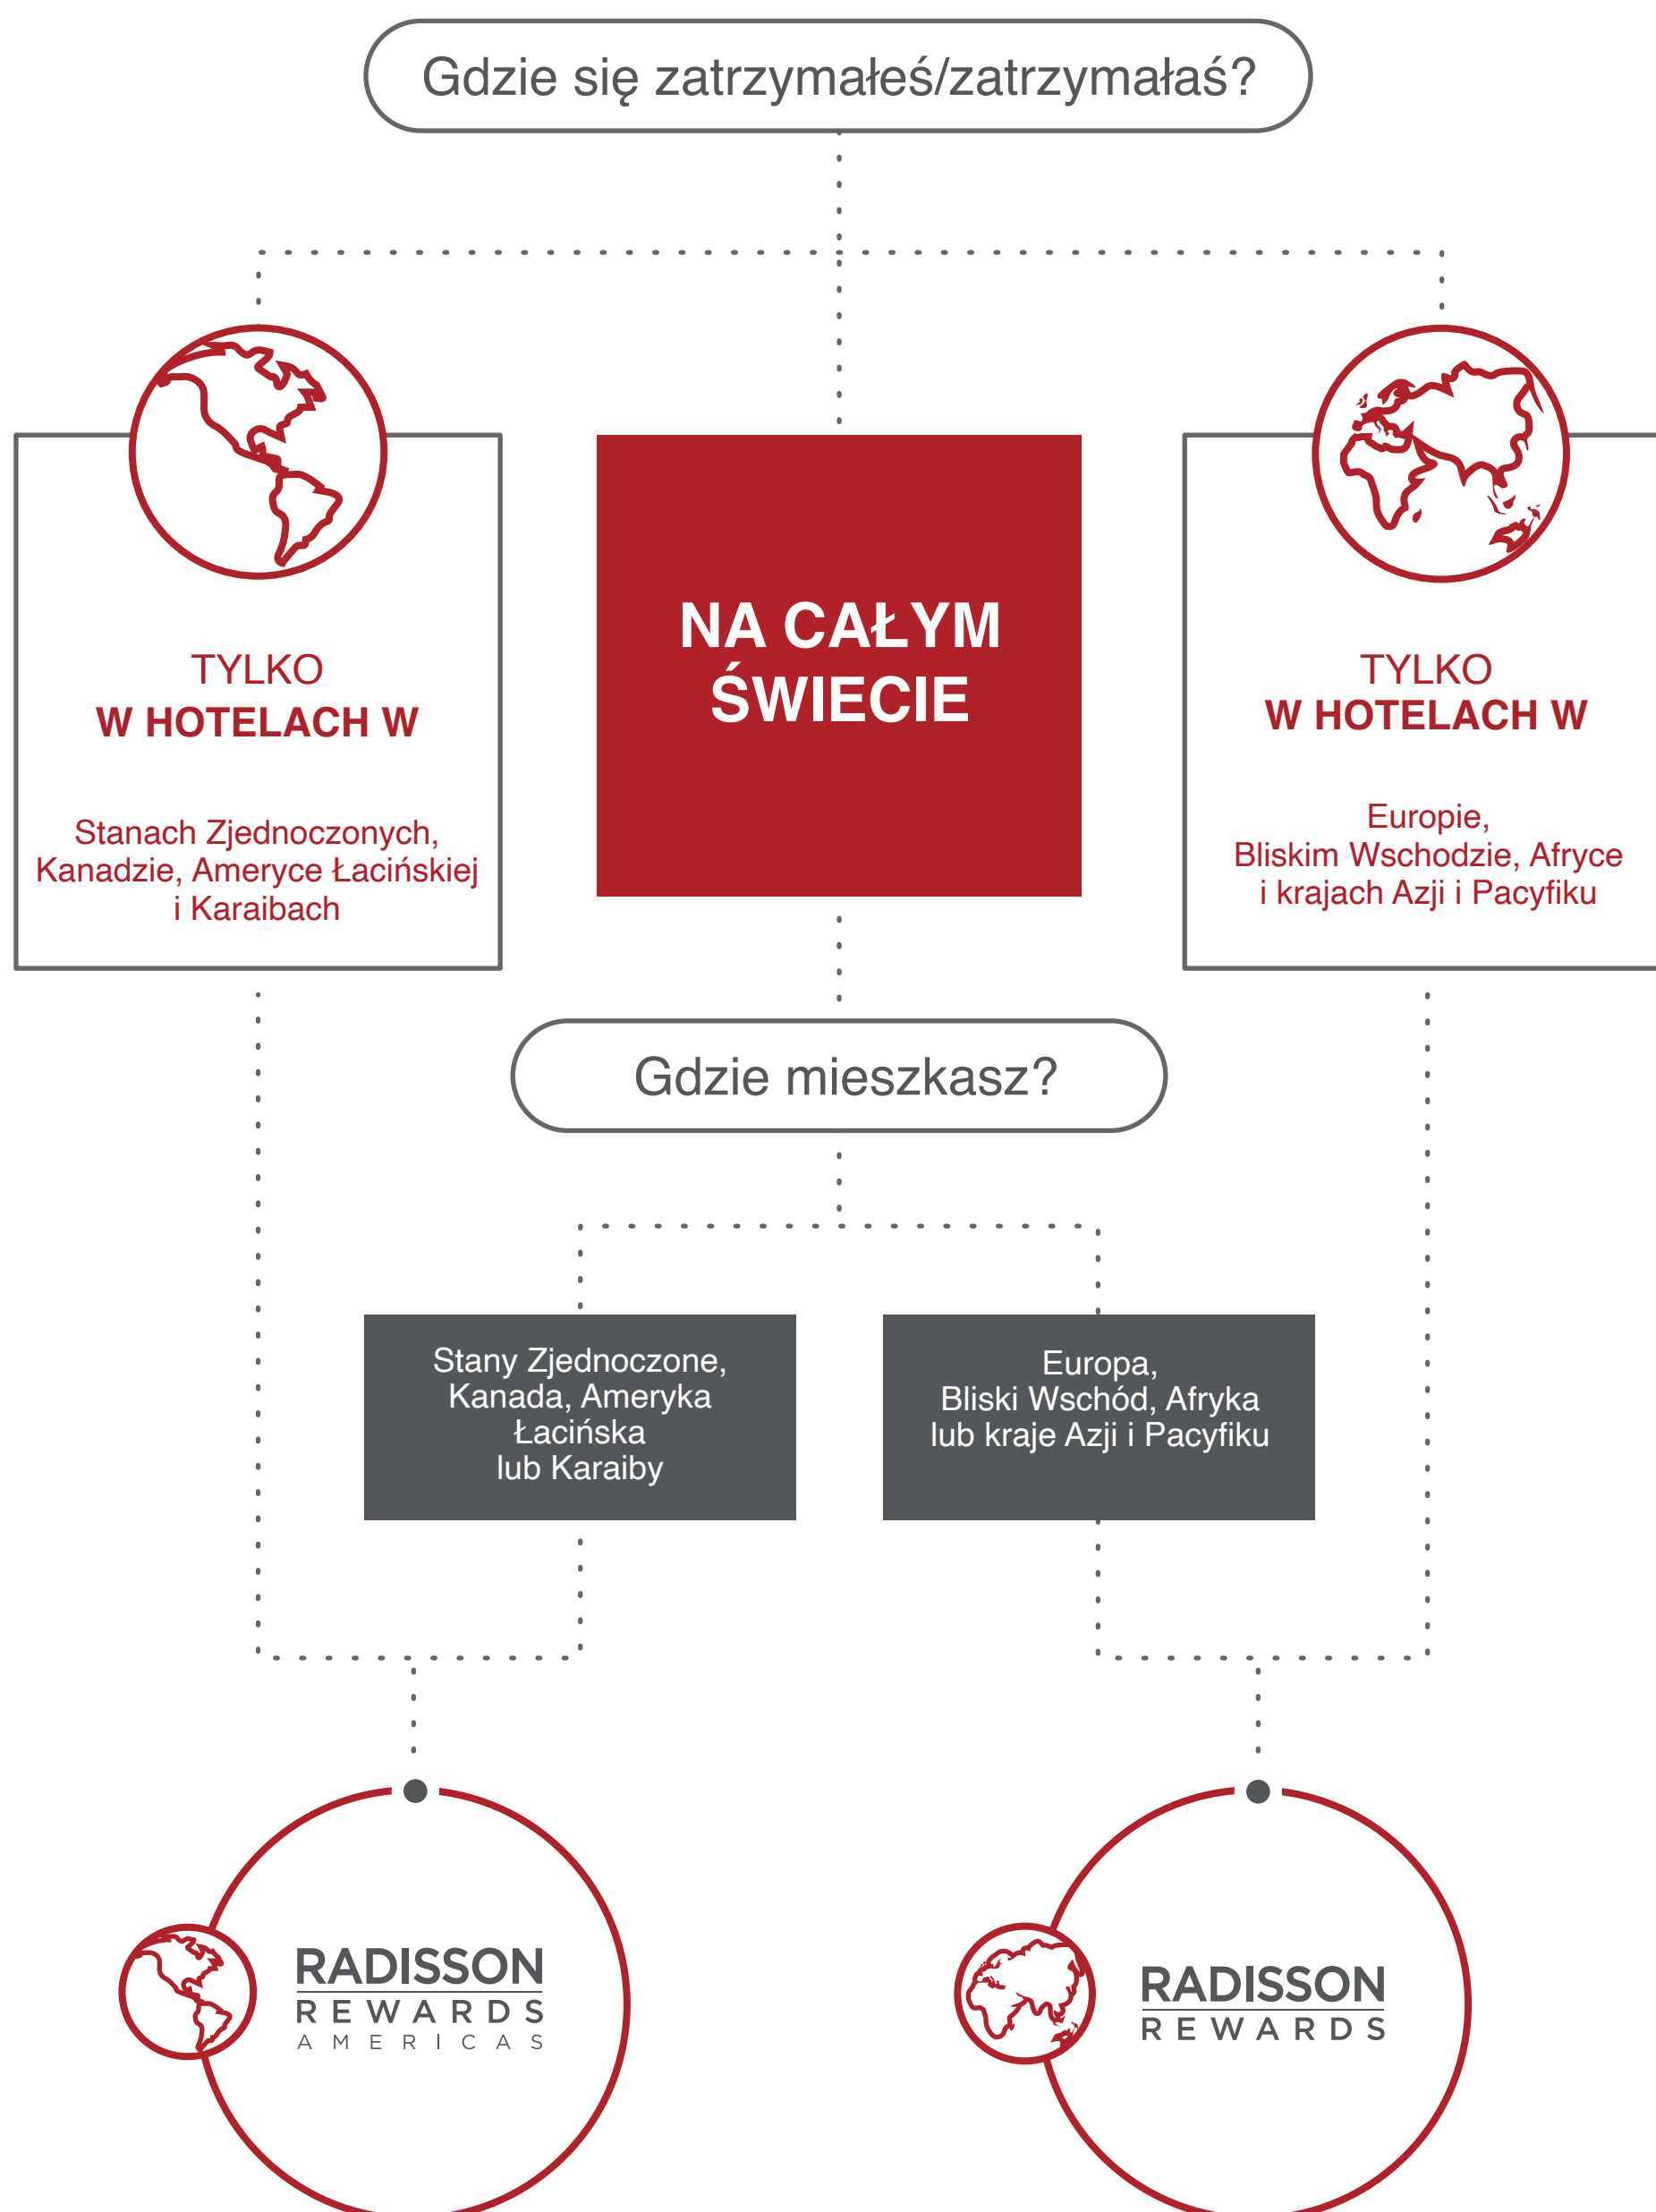 Gdzie się zatrzymałeś/zatrzymałaś?
TYLKO
W HOTELACH W
Stanach Zjednoczonych,
Kanadzie, Ameryce Łacińskiej
i Karaibach
NA CAŁYM
ŚWIECIE
TYLKO
W HOTELACH W
Europie,
Bliskim Wschodzie, Afryce
i krajach Azji i Pacyfiku
Gdzie mieszkasz?
Stany Zjednoczone,
Kanada, Ameryka
Łacińska
lub Karaiby
Europa,
Bliski Wschód, Afryka
lub kraje Azji i Pacyfiku
RADISSON
REWARDS
AMERICAS
RADISSON
REWARDS